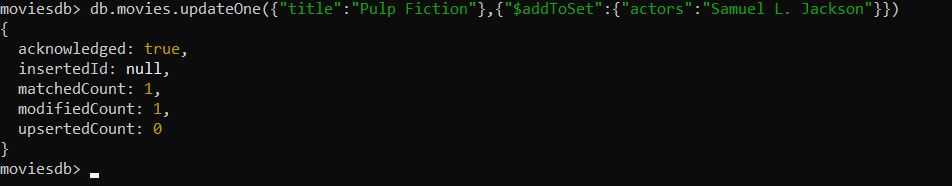 moviesdb> db.movies.updateOne({"title":"Pulp Fiction"},{"$addToSet":{"actors":"Samuel L. Jackson"}})
{
  acknowledged: true,
  insertedId: null,
  matchedCount: 1,
  modifiedCount: 1,
  upsertedCount: 0
}
moviesdb>